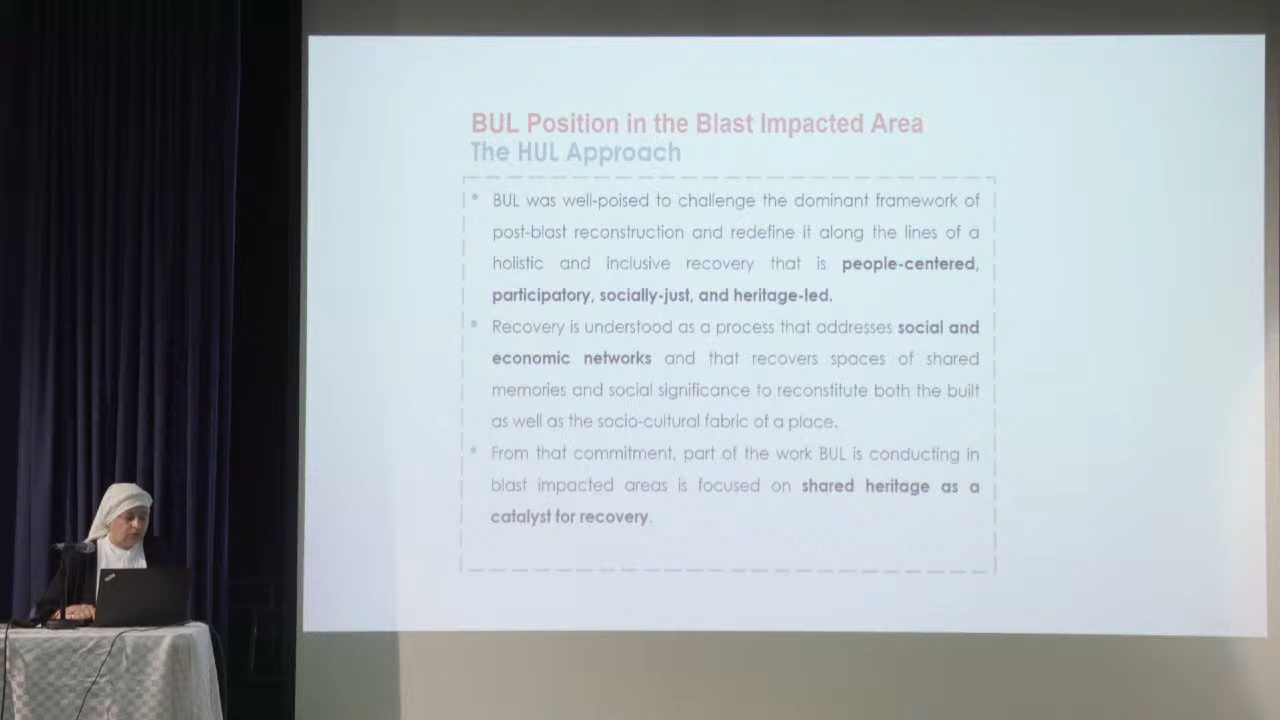 BUL Position in the Blast Impacted Area
The HUL Approach
• BUL was well-poised to challenge the dominant framework of
post-blast reconstruction and redefine it along the lines of a
holistic and inclusive recovery that is people-centered,
participatory, socially-just, and heritage-led.
• Recovery is understood as a process that addresses social and
economic networks and that recovers spaces of shared
memories and social significance to reconstitute both the built
as well as the socio-cultural fabric of a place.
• From that commitment, part of the work BUL is conducting in
blast impacted areas is focused on shared heritage as a
catalyst for recovery.